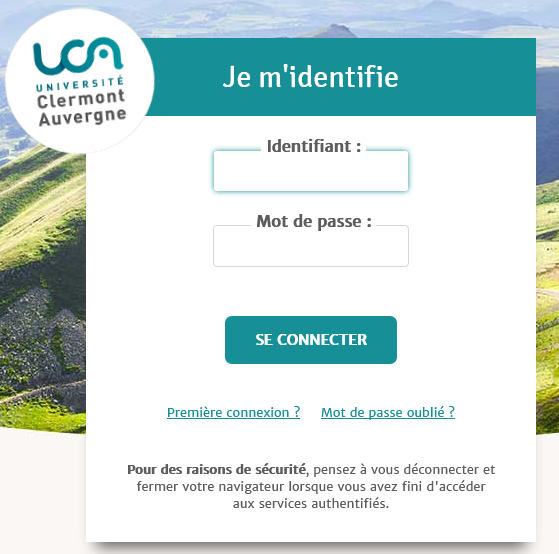 UCA
UNIVERSITÉ
Clermont
Auvergne
Je m'identifie
Identifiant :
Mot de passe :
SE CONNECTER
Première connexion ? Mot de passe oublié ?
Pour des raisons de sécurité, pensez à vous déconnecter et
fermer votre navigateur lorsque vous avez fini d'accéder
aux services authentifiés.